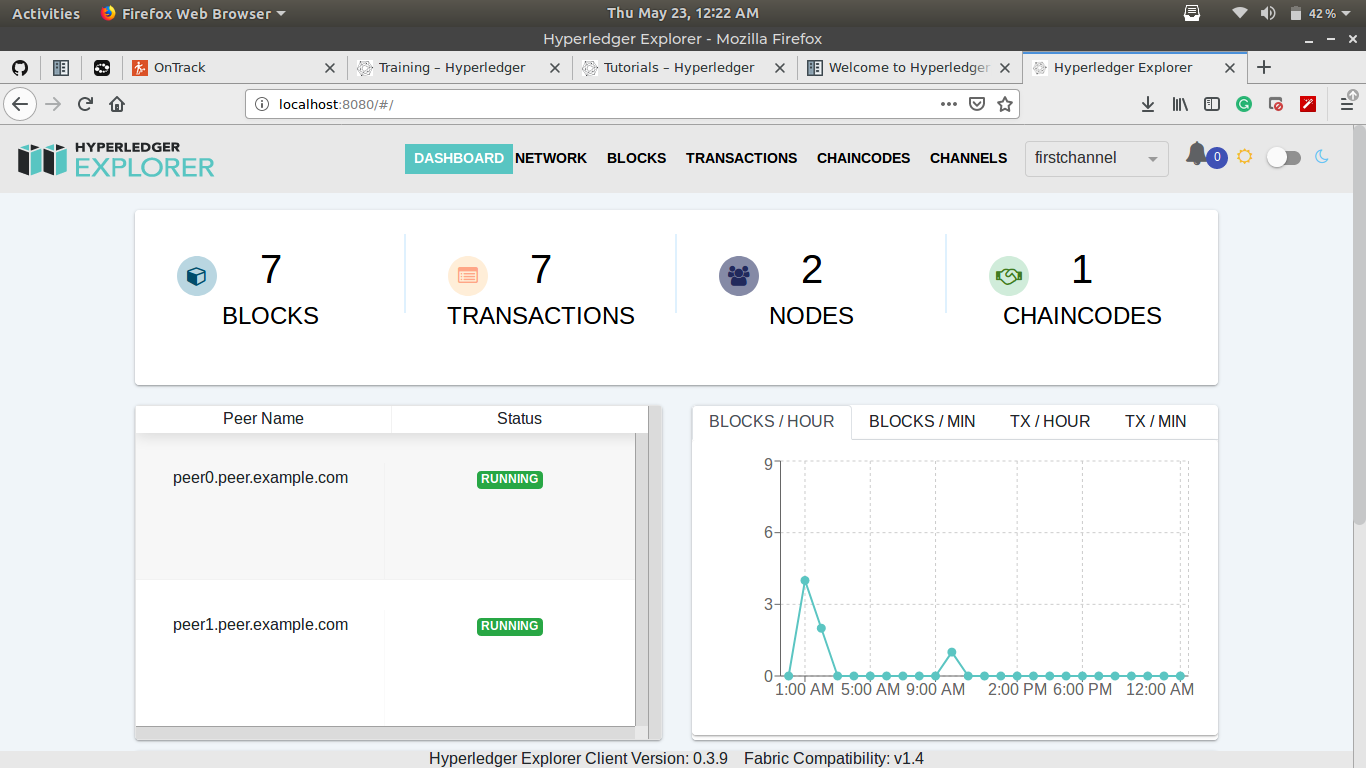 Activities Firefox Web Browser Thu May 23, 12:22 AM 42%
Hyperledger Explorer - Mozilla Firefox
OnTrack Training – Hyperledger Tutorials – Hyperledger Welcome to Hyperledger Hyperledger Explorer
localhost:8080/#/
HYPERLEDGER
EXPLORER
DASHBOARD NETWORK BLOCKS TRANSACTIONS CHAINCODES CHANNELS firstchannel 0
7 7 2 1
BLOCKS TRANSACTIONS NODES CHAINCODES
Peer Name Status
peer0.peer.example.com RUNNING
peer1.peer.example.com RUNNING
BLOCKS / HOUR BLOCKS / MIN TX / HOUR TX / MIN
9
6
3
0
1:00 AM 5:00 AM 9:00 AM 2:00 PM 6:00 PM 12:00 AM
Hyperledger Explorer Client Version: 0.3.9 Fabric Compatibility: v1.4